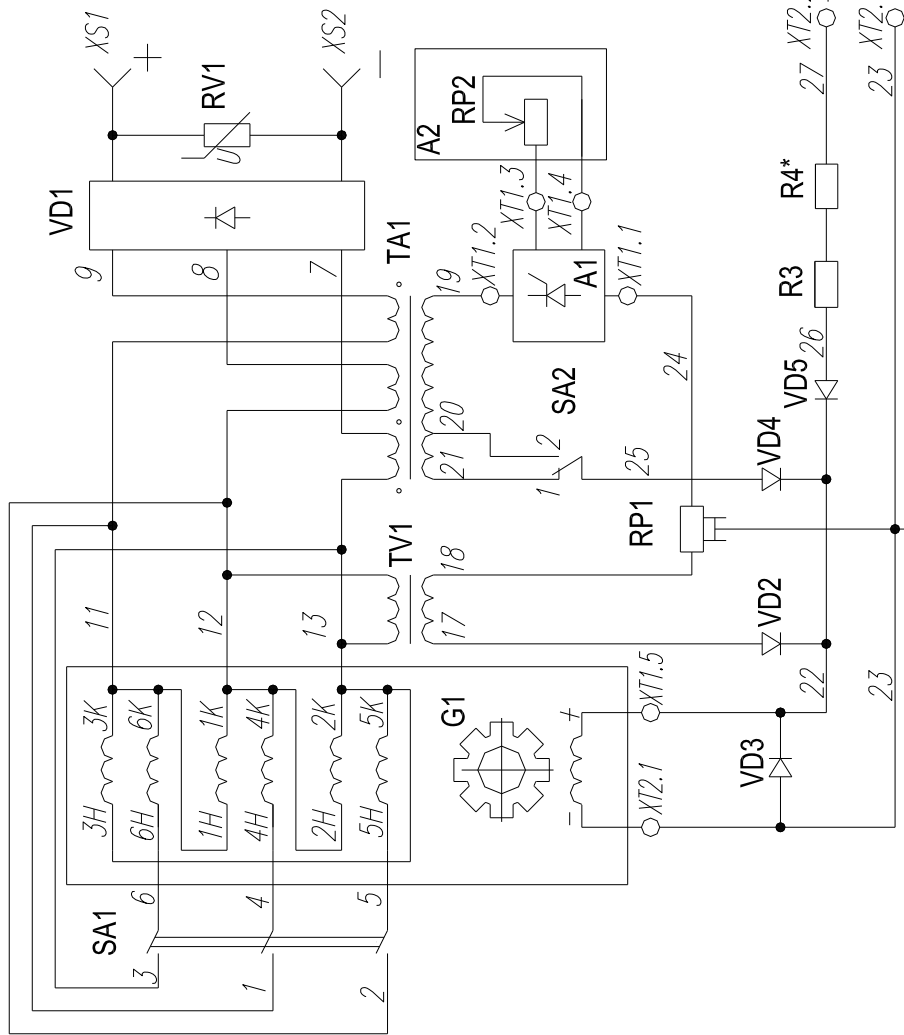 XS1
+
XS2
−
RV1
U
VD1
9
8
7
TA1
A2
RP2
XT1.3
XT1.4
XT1.2
A1
XT1.1
19
20
21
2
1
SA2
25
24
27
23
R4*
R3
26
VD5
VD4
RP1
TV1
18
17
VD2
22
23
11
12
13
3K
6K
1K
4K
2K
5K
3H
6H
1H
4H
2H
5H
G1
+
−
XT1.5
XT2.1
VD3
SA1
6
4
5
3
1
2